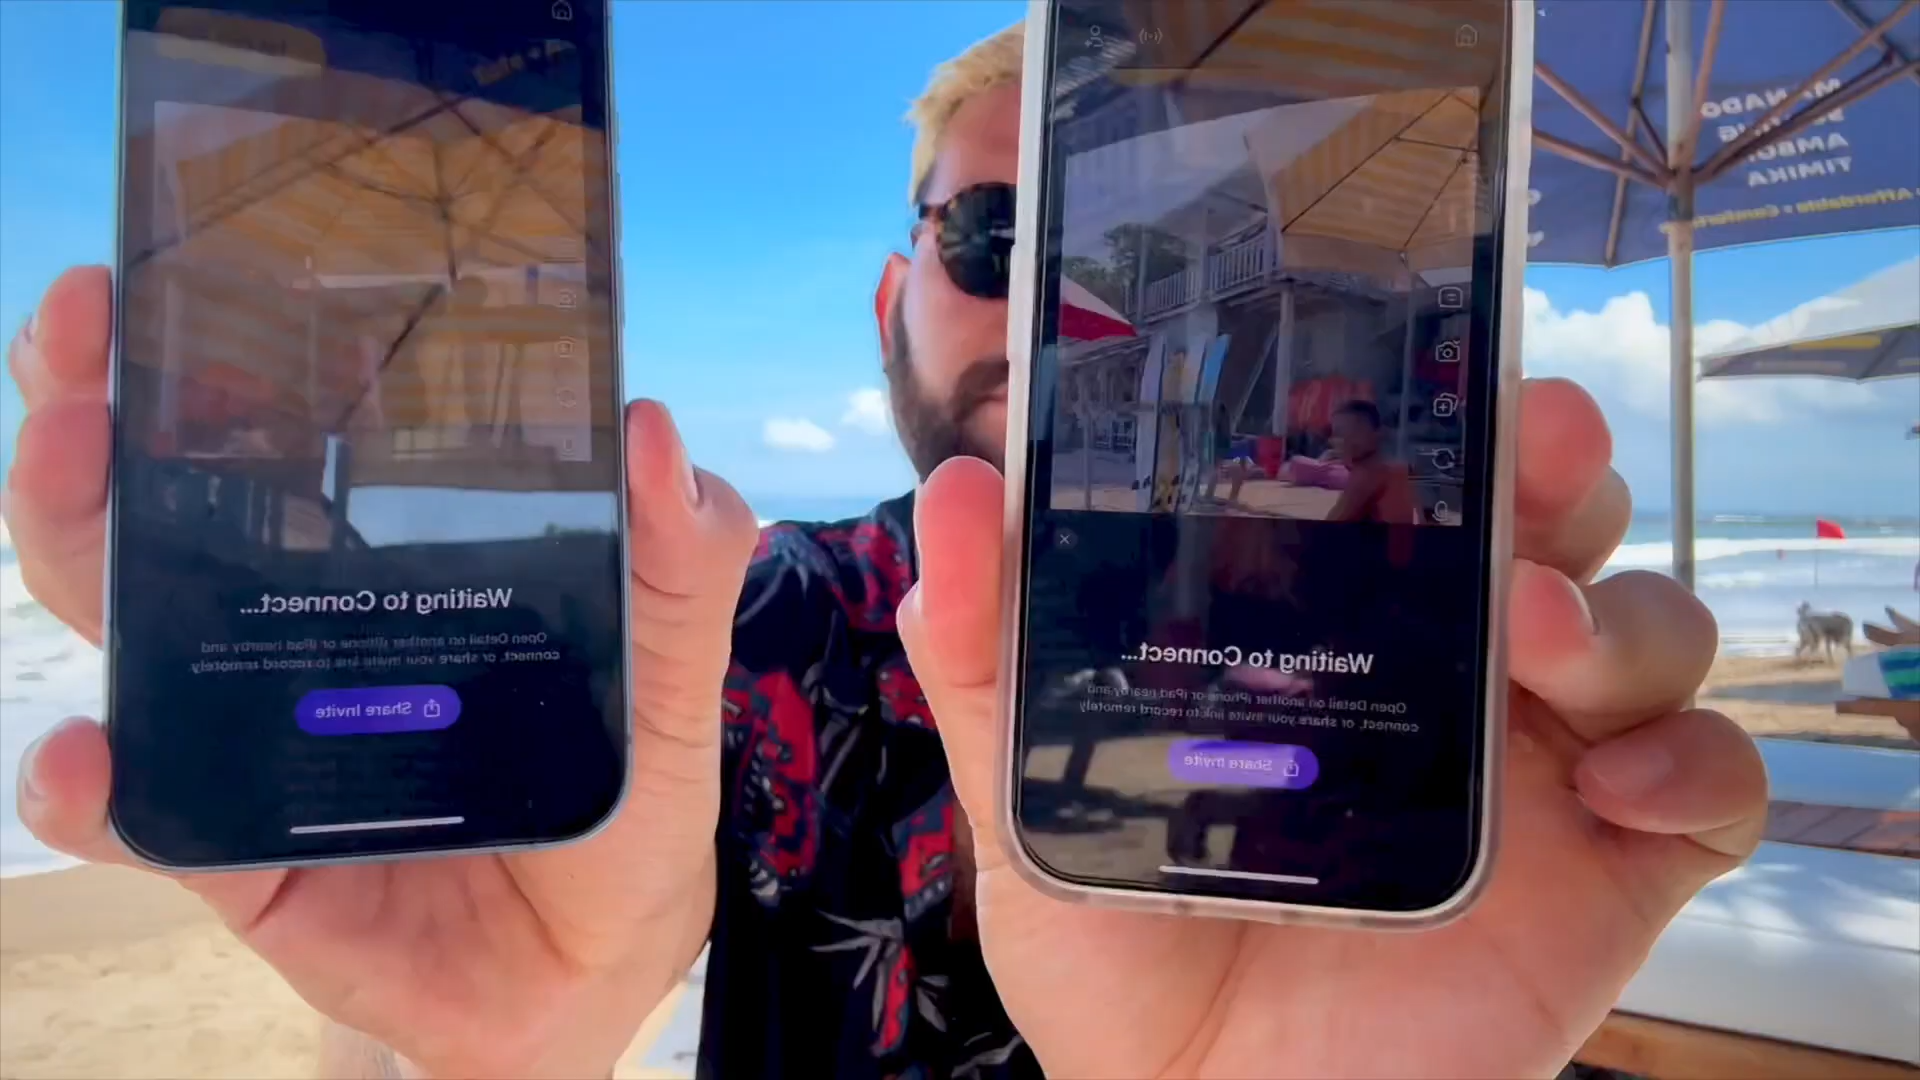 Waiting to Connect...
Open Detail on another iPhone or iPad nearby and
connect, or share your invite link to record remotely
Share Invite
Waiting to Connect...
Open Detail on another iPhone or iPad nearby and
connect, or share your invite link to record remotely
Share Invite
MANADO
AMBON
TIMIKA
Affordable • Comfort